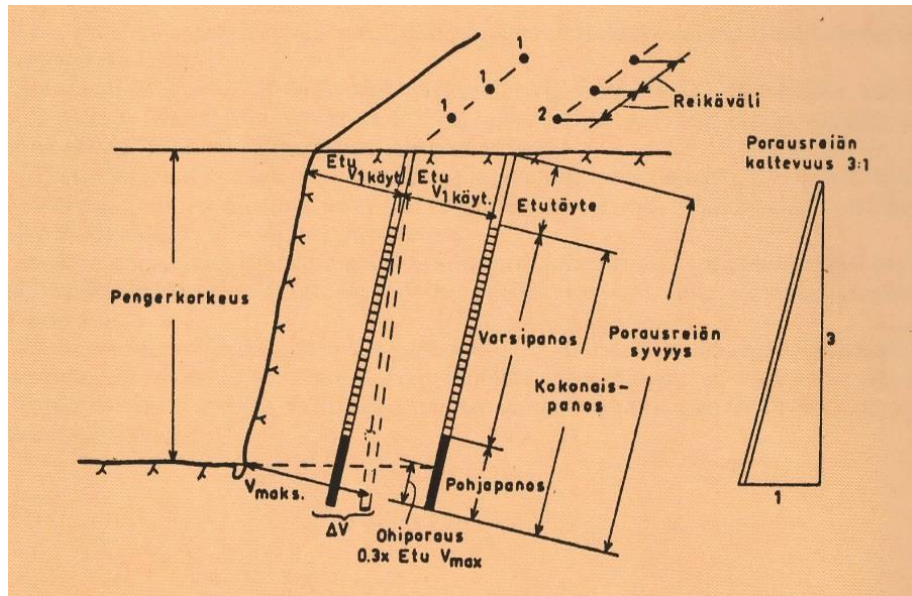 1
1
1
2
Reikäväli
Porausreiän
kaltevuus 3:1
Etu
V1 käyt.
Etu
V1 käyt.
Etutäyte
Pengerkorkeus
Varsipanos
Porausreiän
syvyys
Kokonais-
panos
3
Pohjapanos
Vmaks.
1
ΔV
Ohiporaus
0.3x Etu Vmax